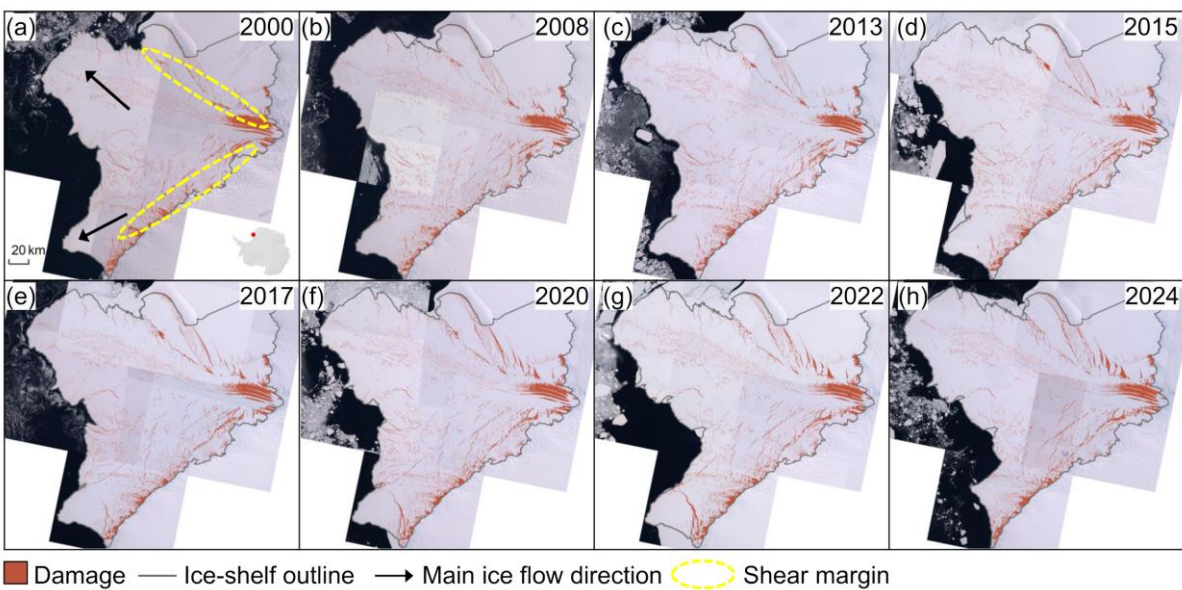 (a) 2000
(b) 2008
(c) 2013
(d) 2015
20 km
(e) 2017
(f) 2020
(g) 2022
(h) 2024
Damage — Ice-shelf outline → Main ice flow direction Shear margin